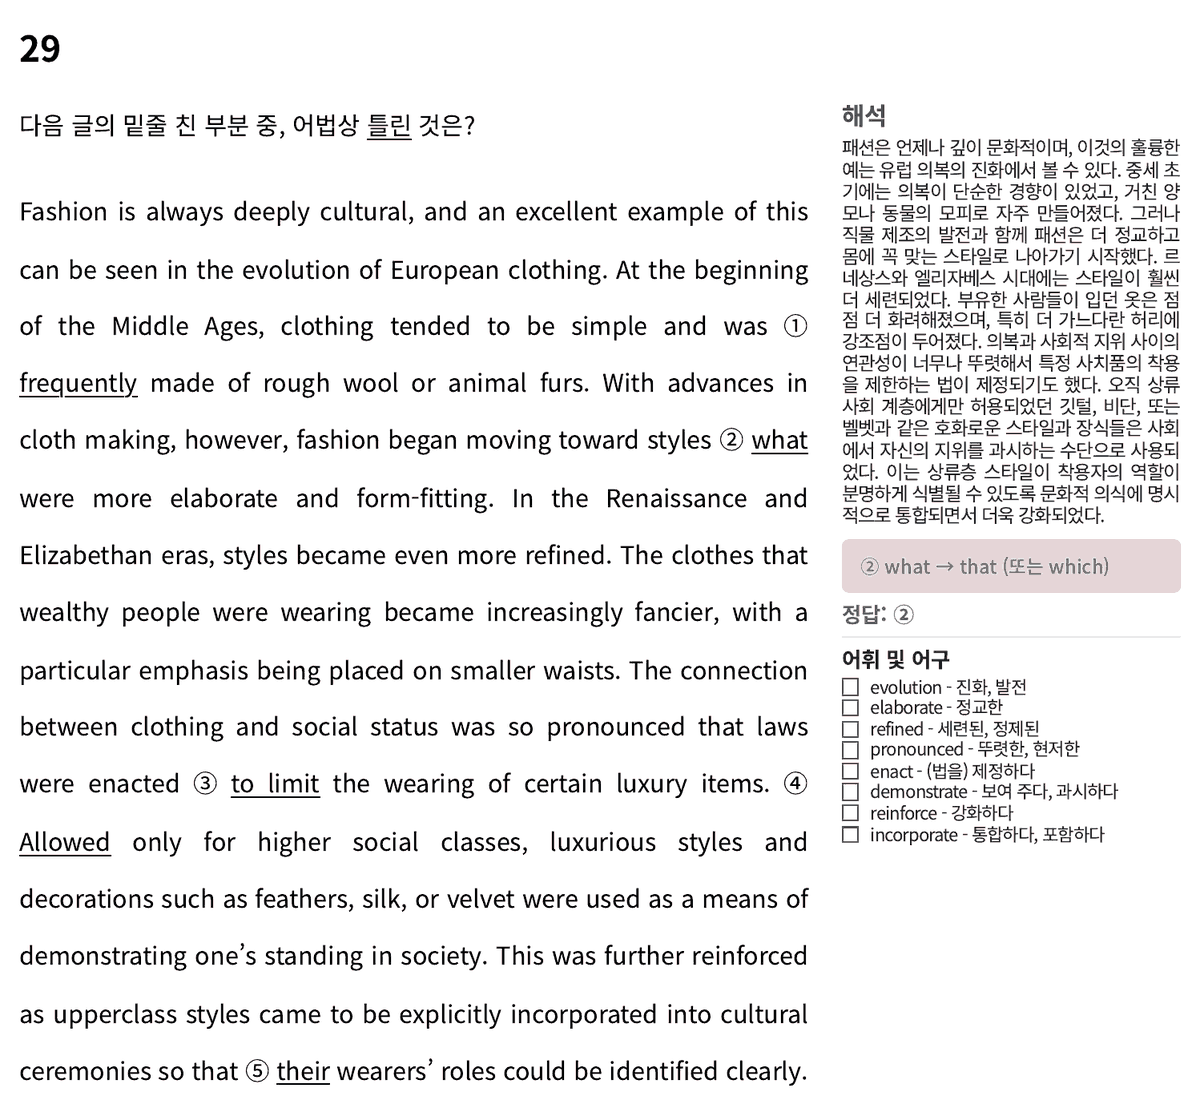 29
다음 글의 밑줄 친 부분 중, 어법상 틀린 것은?
Fashion is always deeply cultural, and an excellent example of this
can be seen in the evolution of European clothing. At the beginning
of the Middle Ages, clothing tended to be simple and was ①
frequently made of rough wool or animal furs. With advances in
cloth making, however, fashion began moving toward styles ② what
were more elaborate and form-fitting. In the Renaissance and
Elizabethan eras, styles became even more refined. The clothes that
wealthy people were wearing became increasingly fancier, with a
particular emphasis being placed on smaller waists. The connection
between clothing and social status was so pronounced that laws
were enacted ③ to limit the wearing of certain luxury items. ④
Allowed only for higher social classes, luxurious styles and
decorations such as feathers, silk, or velvet were used as a means of
demonstrating one’s standing in society. This was further reinforced
as upperclass styles came to be explicitly incorporated into cultural
ceremonies so that ⑤ their wearers’ roles could be identified clearly.
해석
패션은 언제나 깊이 문화적이며, 이것의 훌륭한
예는 유럽 의복의 진화에서 볼 수 있다. 중세 초
기에는 의복이 단순한 경향이 있었고, 거친 양
모나 동물의 모피로 자주 만들어졌다. 그러나
직물 제조의 발전과 함께 패션은 더 정교하고
몸에 꼭 맞는 스타일로 나아가기 시작했다. 르
네상스와 엘리자베스 시대에는 스타일이 훨씬
더 세련되었다. 부유한 사람들이 입던 옷은 점
점 더 화려해졌으며, 특히 더 가느다란 허리에
강조점이 두어졌다. 의복과 사회적 지위 사이의
연관성이 너무나 뚜렷해서 특정 사치품의 착용
을 제한하는 법이 제정되기도 했다. 오직 상류
사회 계층에게만 허용되었던 깃털, 비단, 또는
벨벳과 같은 호화로운 스타일과 장식들은 사회
에서 자신의 지위를 과시하는 수단으로 사용되
었다. 이는 상류층 스타일이 착용자의 역할이
분명하게 식별될 수 있도록 문화적 의식에 명시
적으로 통합되면서 더욱 강화되었다.
② what → that (또는 which)
정답: ②
어휘 및 어구
evolution - 진화, 발전
elaborate - 정교한
refined - 세련된, 정제된
pronounced - 뚜렷한, 현저한
enact - (법을) 제정하다
demonstrate - 보여 주다, 과시하다
reinforce - 강화하다
incorporate - 통합하다, 포함하다